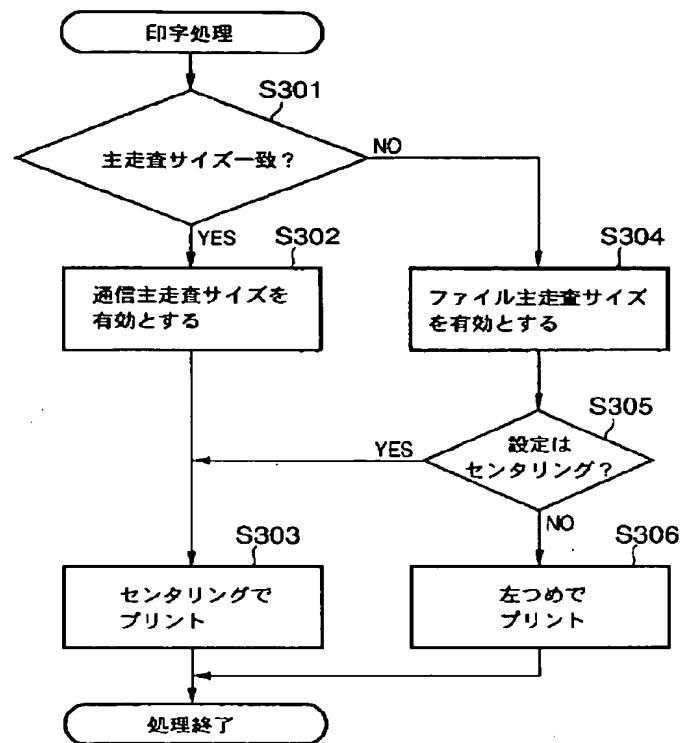 印字処理
S301
主走査サイズ一致?
NO
YES
S302
S304
通信主走査サイズを
有効とする
ファイル主走査サイズ
を有効とする
S305
設定は
センタリング?
YES
NO
S303
S306
センタリングで
プリント
左つめで
プリント
処理終了